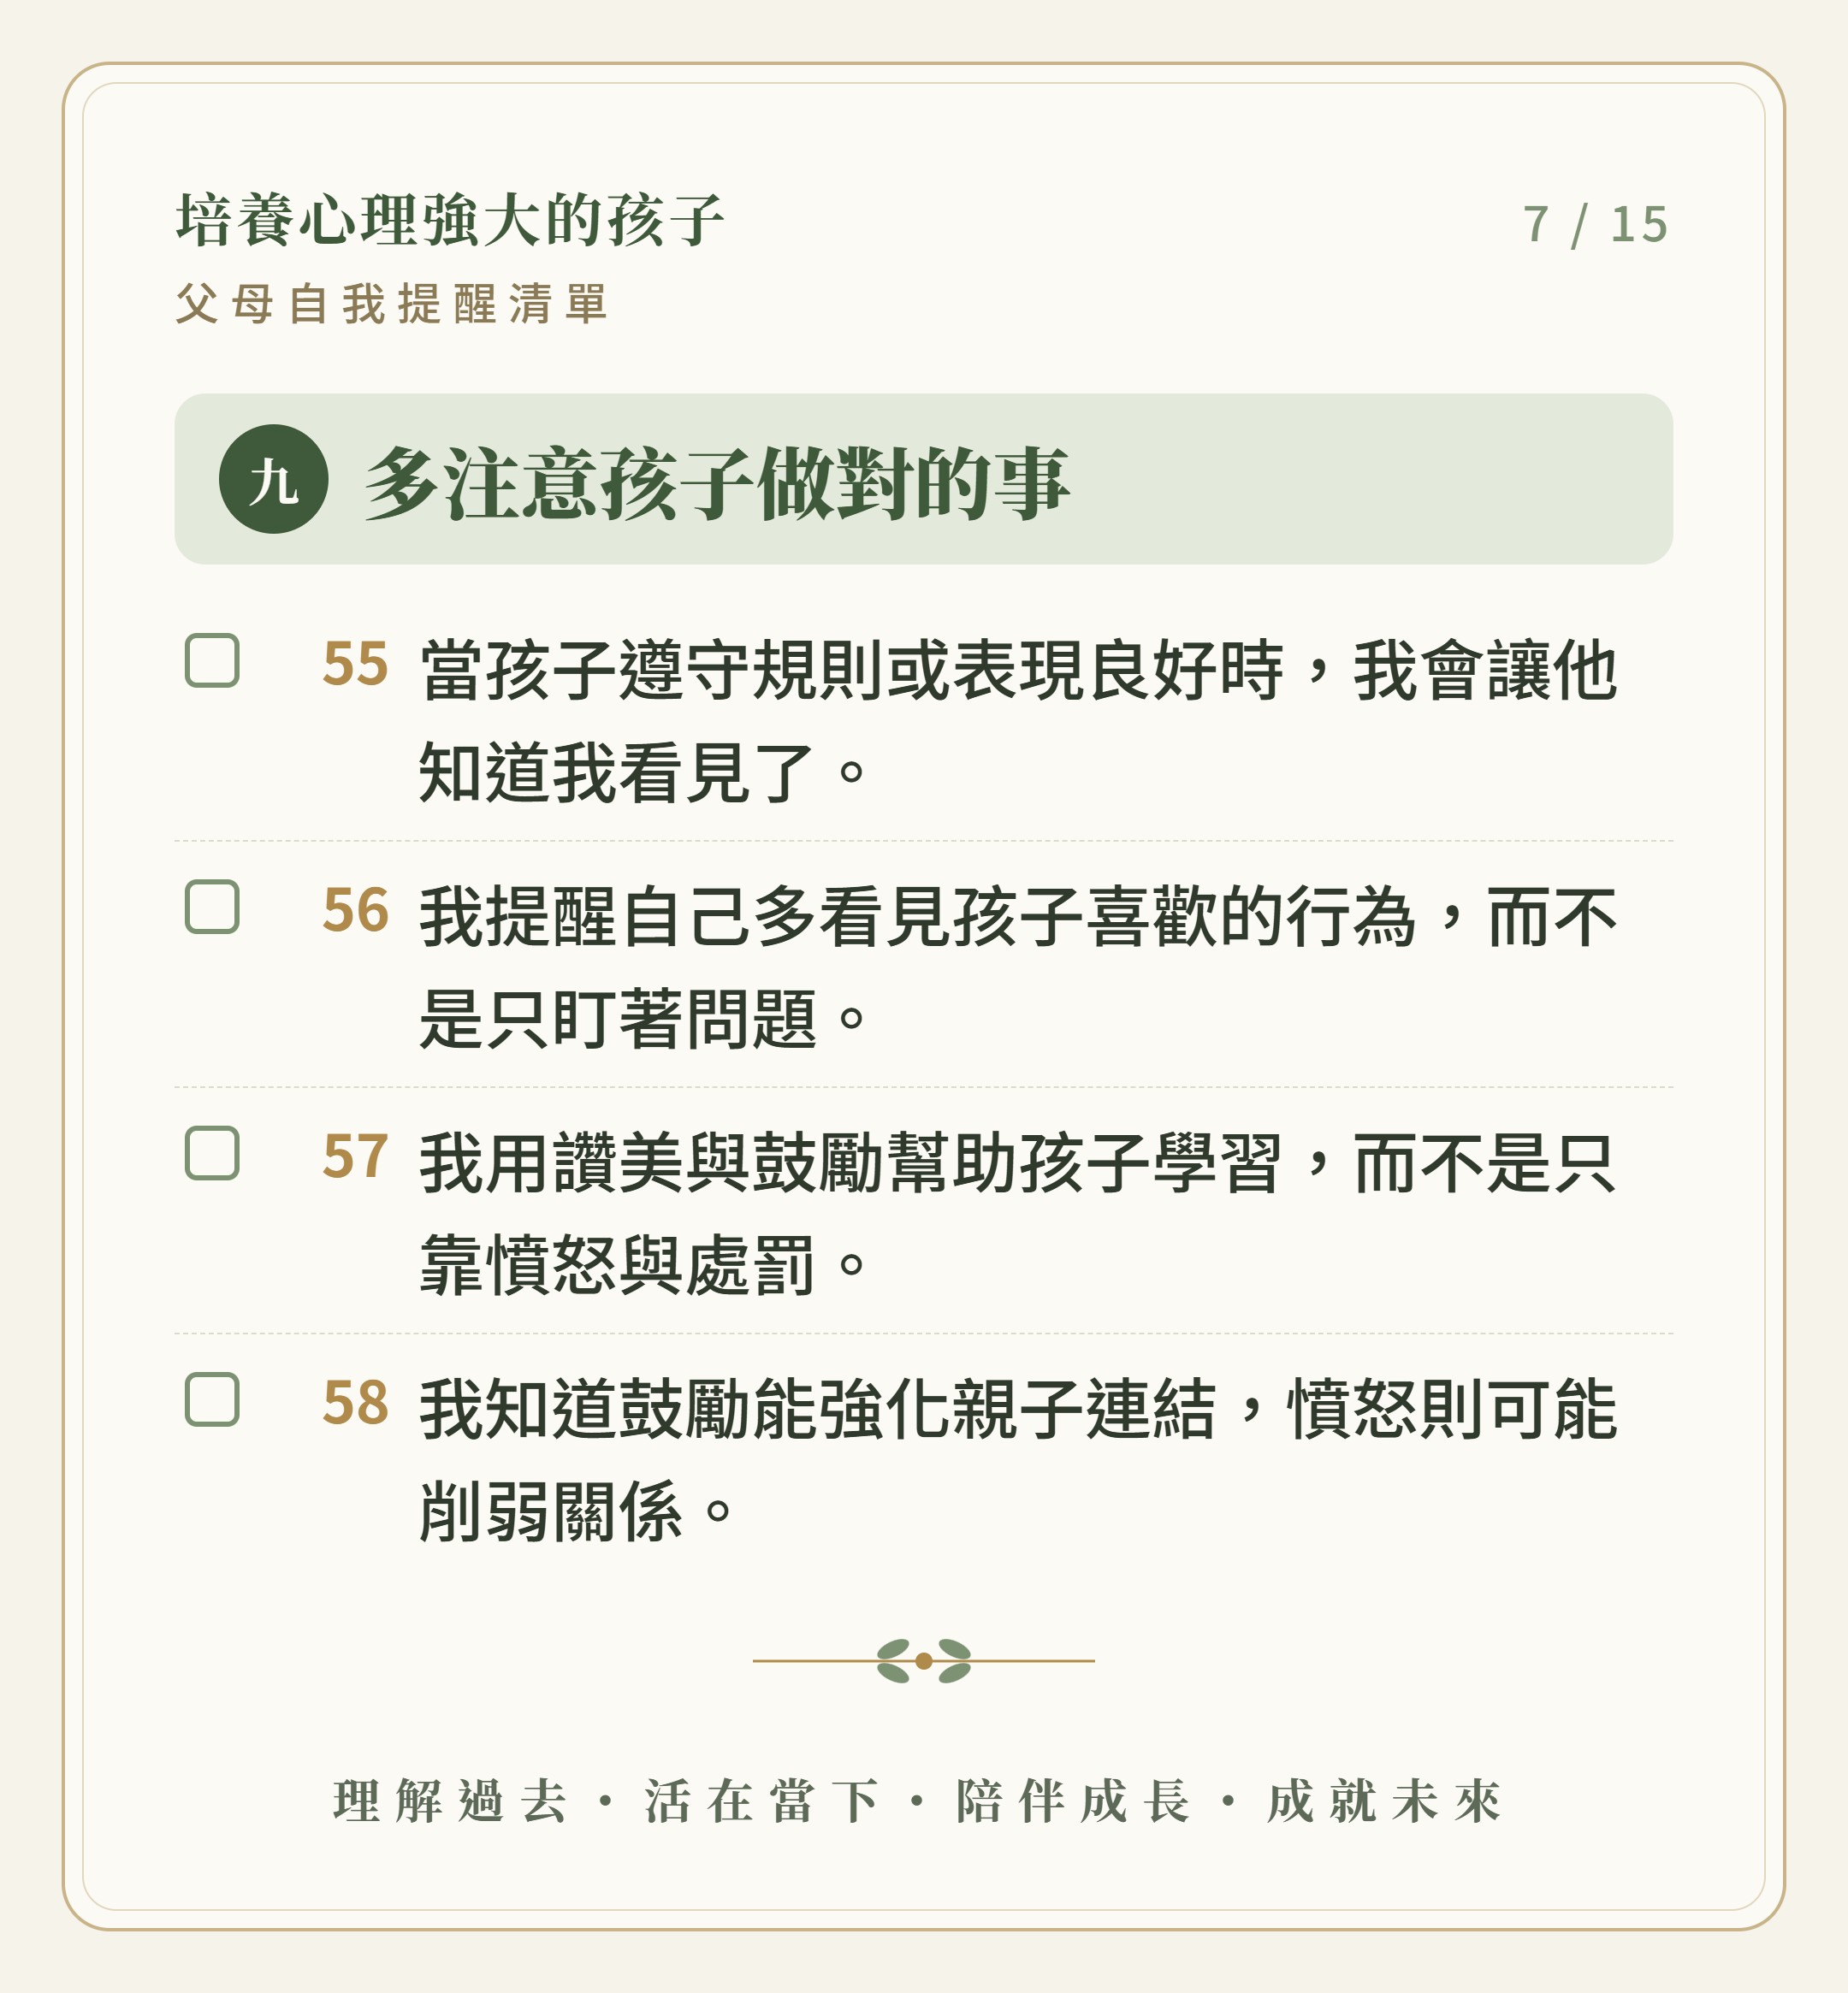 培養心理強大的孩子
7 / 15
父母自我提醒清單
九 多注意孩子做對的事
55 當孩子遵守規則或表現良好時，我會讓他
知道我看見了。
56 我提醒自己多看見孩子喜歡的行為，而不
是只盯著問題。
57 我用讚美與鼓勵幫助孩子學習，而不是只
靠憤怒與處罰。
58 我知道鼓勵能強化親子連結，憤怒則可能
削弱關係。
理解過去・活在當下・陪伴成長・成就未來